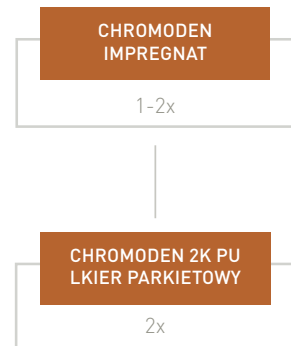 CHROMODEN
IMPREGNAT
1-2x
CHROMODEN 2K PU
LKIER PARKIETOWY
2x